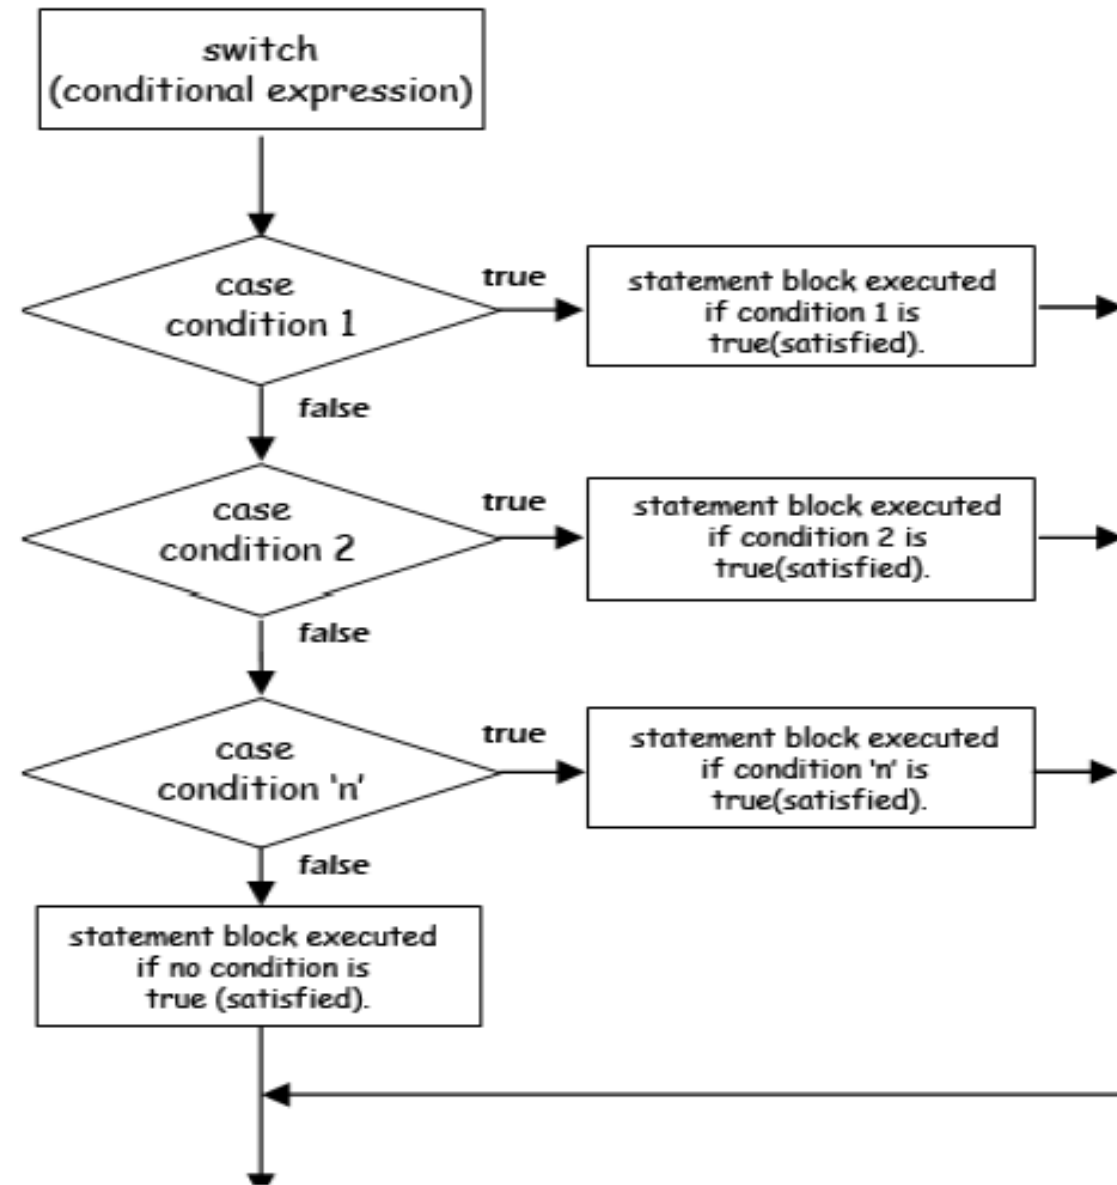 switch
(conditional expression)
case
condition 1
true
statement block executed
if condition 1 is
true(satisfied).
false
case
condition 2
true
statement block executed
if condition 2 is
true(satisfied).
false
case
condition 'n'
true
statement block executed
if condition 'n' is
true(satisfied).
false
statement block executed
if no condition is
true (satisfied).